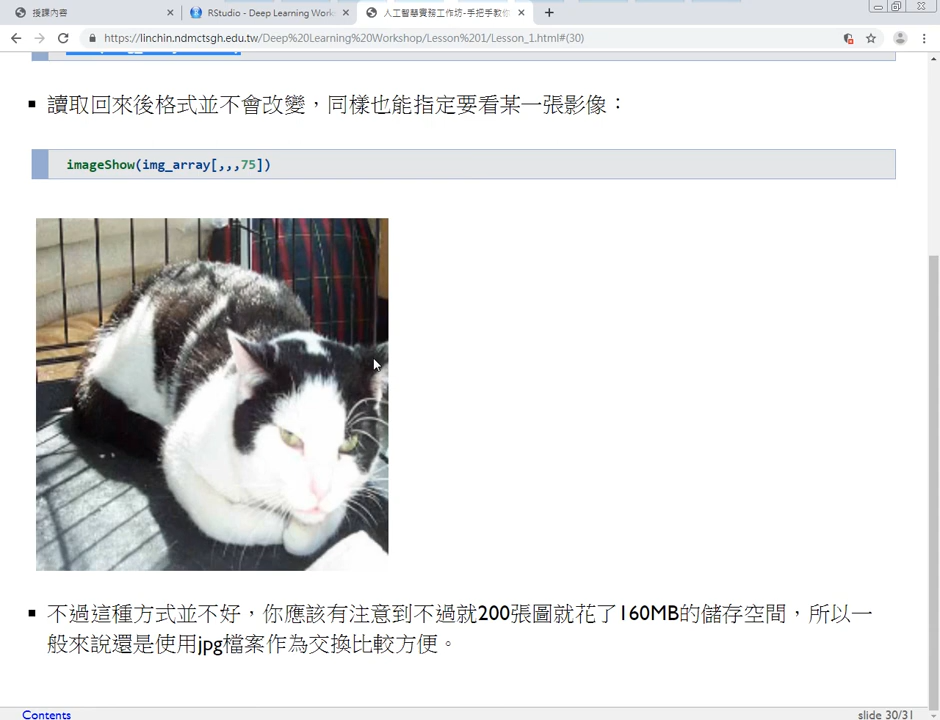 授課內容
RStudio - Deep Learning Work
人工智慧實務工作坊-手把手教你
https://linchin.ndmctsgh.edu.tw/Deep%20Learning%20Workshop/Lesson%201/Lesson_1.html#(30)
讀取回來後格式並不會改變，同樣也能指定要看某一張影像：
imageShow(img_array[,,,75])
不過這種方式並不好，你應該有注意到不過就200張圖就花了160MB的儲存空間，所以一
般來說還是使用jpg檔案作為交換比較方便。
Contents
slide 30/31